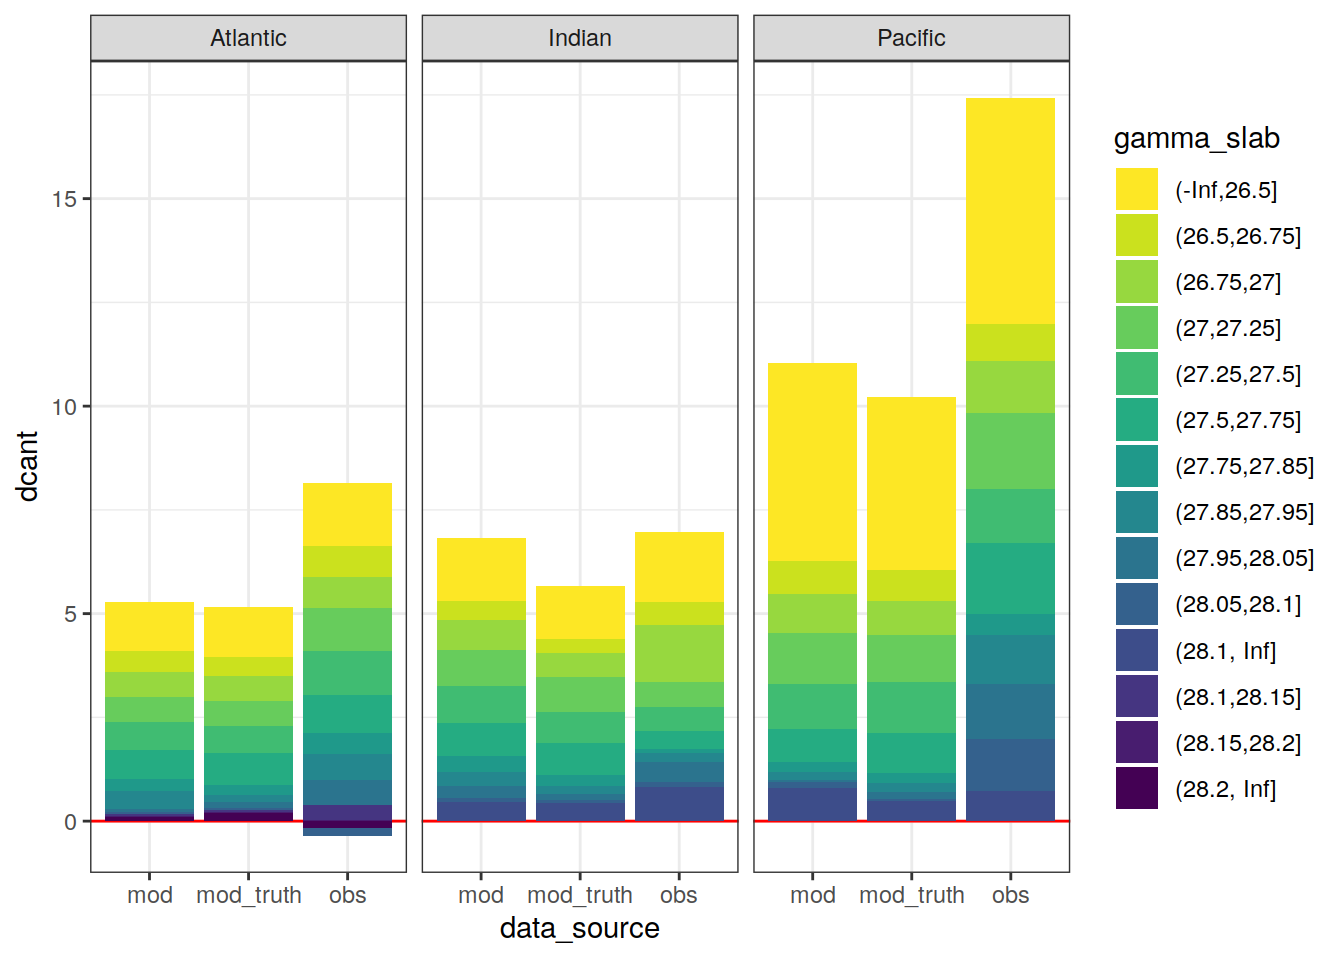 Atlantic
Indian
Pacific
15
10
5
0
dcant
mod
mod_truth
obs
mod
mod_truth
obs
mod
mod_truth
obs
data_source
gamma_slab
(-Inf,26.5]
(26.5,26.75]
(26.75,27]
(27,27.25]
(27.25,27.5]
(27.5,27.75]
(27.75,27.85]
(27.85,27.95]
(27.95,28.05]
(28.05,28.1]
(28.1, Inf]
(28.1,28.15]
(28.15,28.2]
(28.2, Inf]